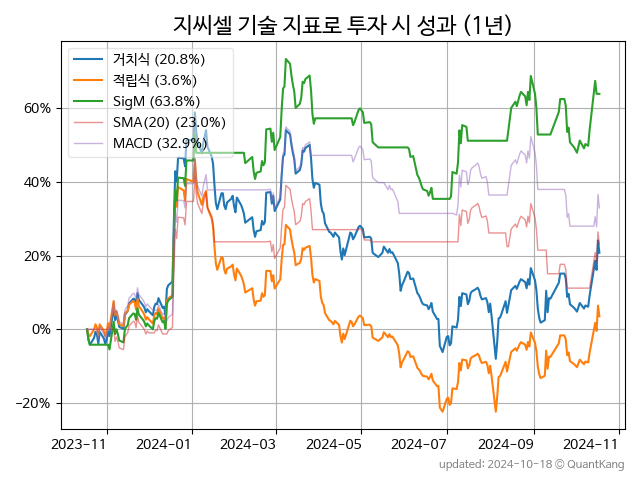 지씨셀 기술 지표로 투자 시 성과 (1년)
거치식 (20.8%)
적립식 (3.6%)
SigM (63.8%)
SMA(20) (23.0%)
MACD (32.9%)
60%
40%
20%
0%
−20%
2023-11
2024-01
2024-03
2024-05
2024-07
2024-09
2024-11
updated: 2024-10-18 © QuantKang